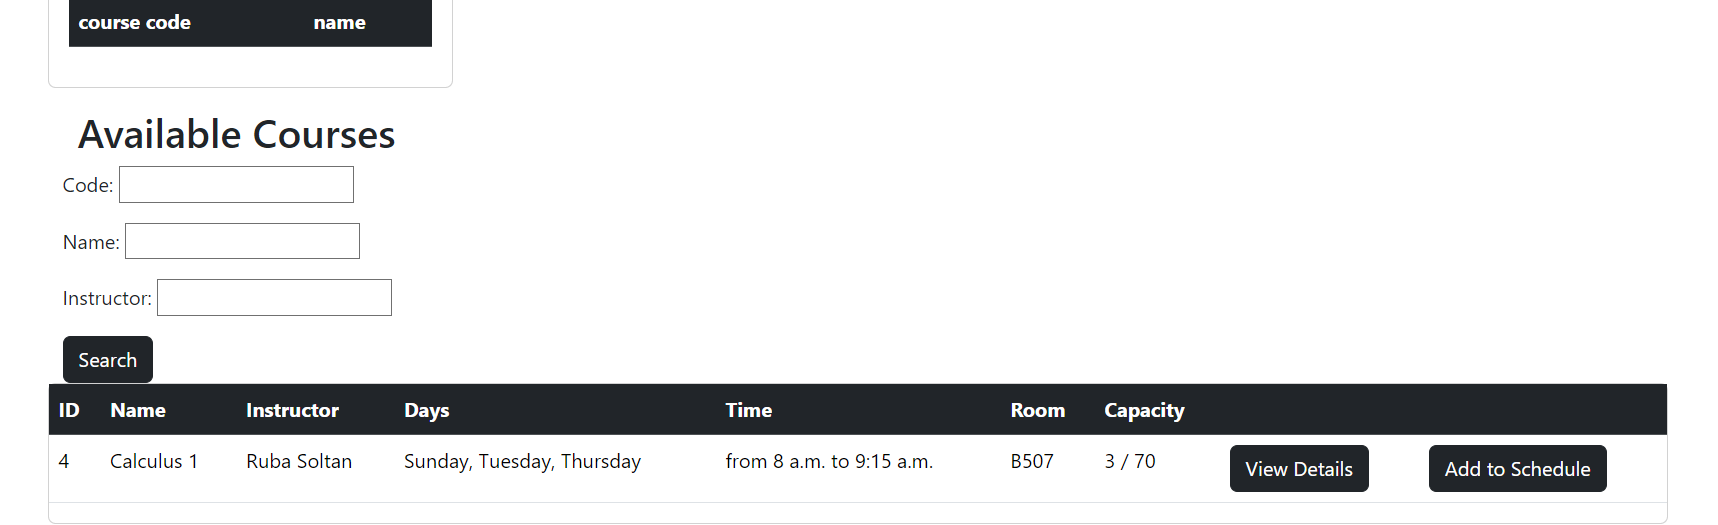 course code name
Available Courses
Code:
Name:
Instructor:
Search
ID Name Instructor Days Time Room Capacity
4 Calculus 1 Ruba Soltan Sunday, Tuesday, Thursday from 8 a.m. to 9:15 a.m. B507 3 / 70 View Details Add to Schedule